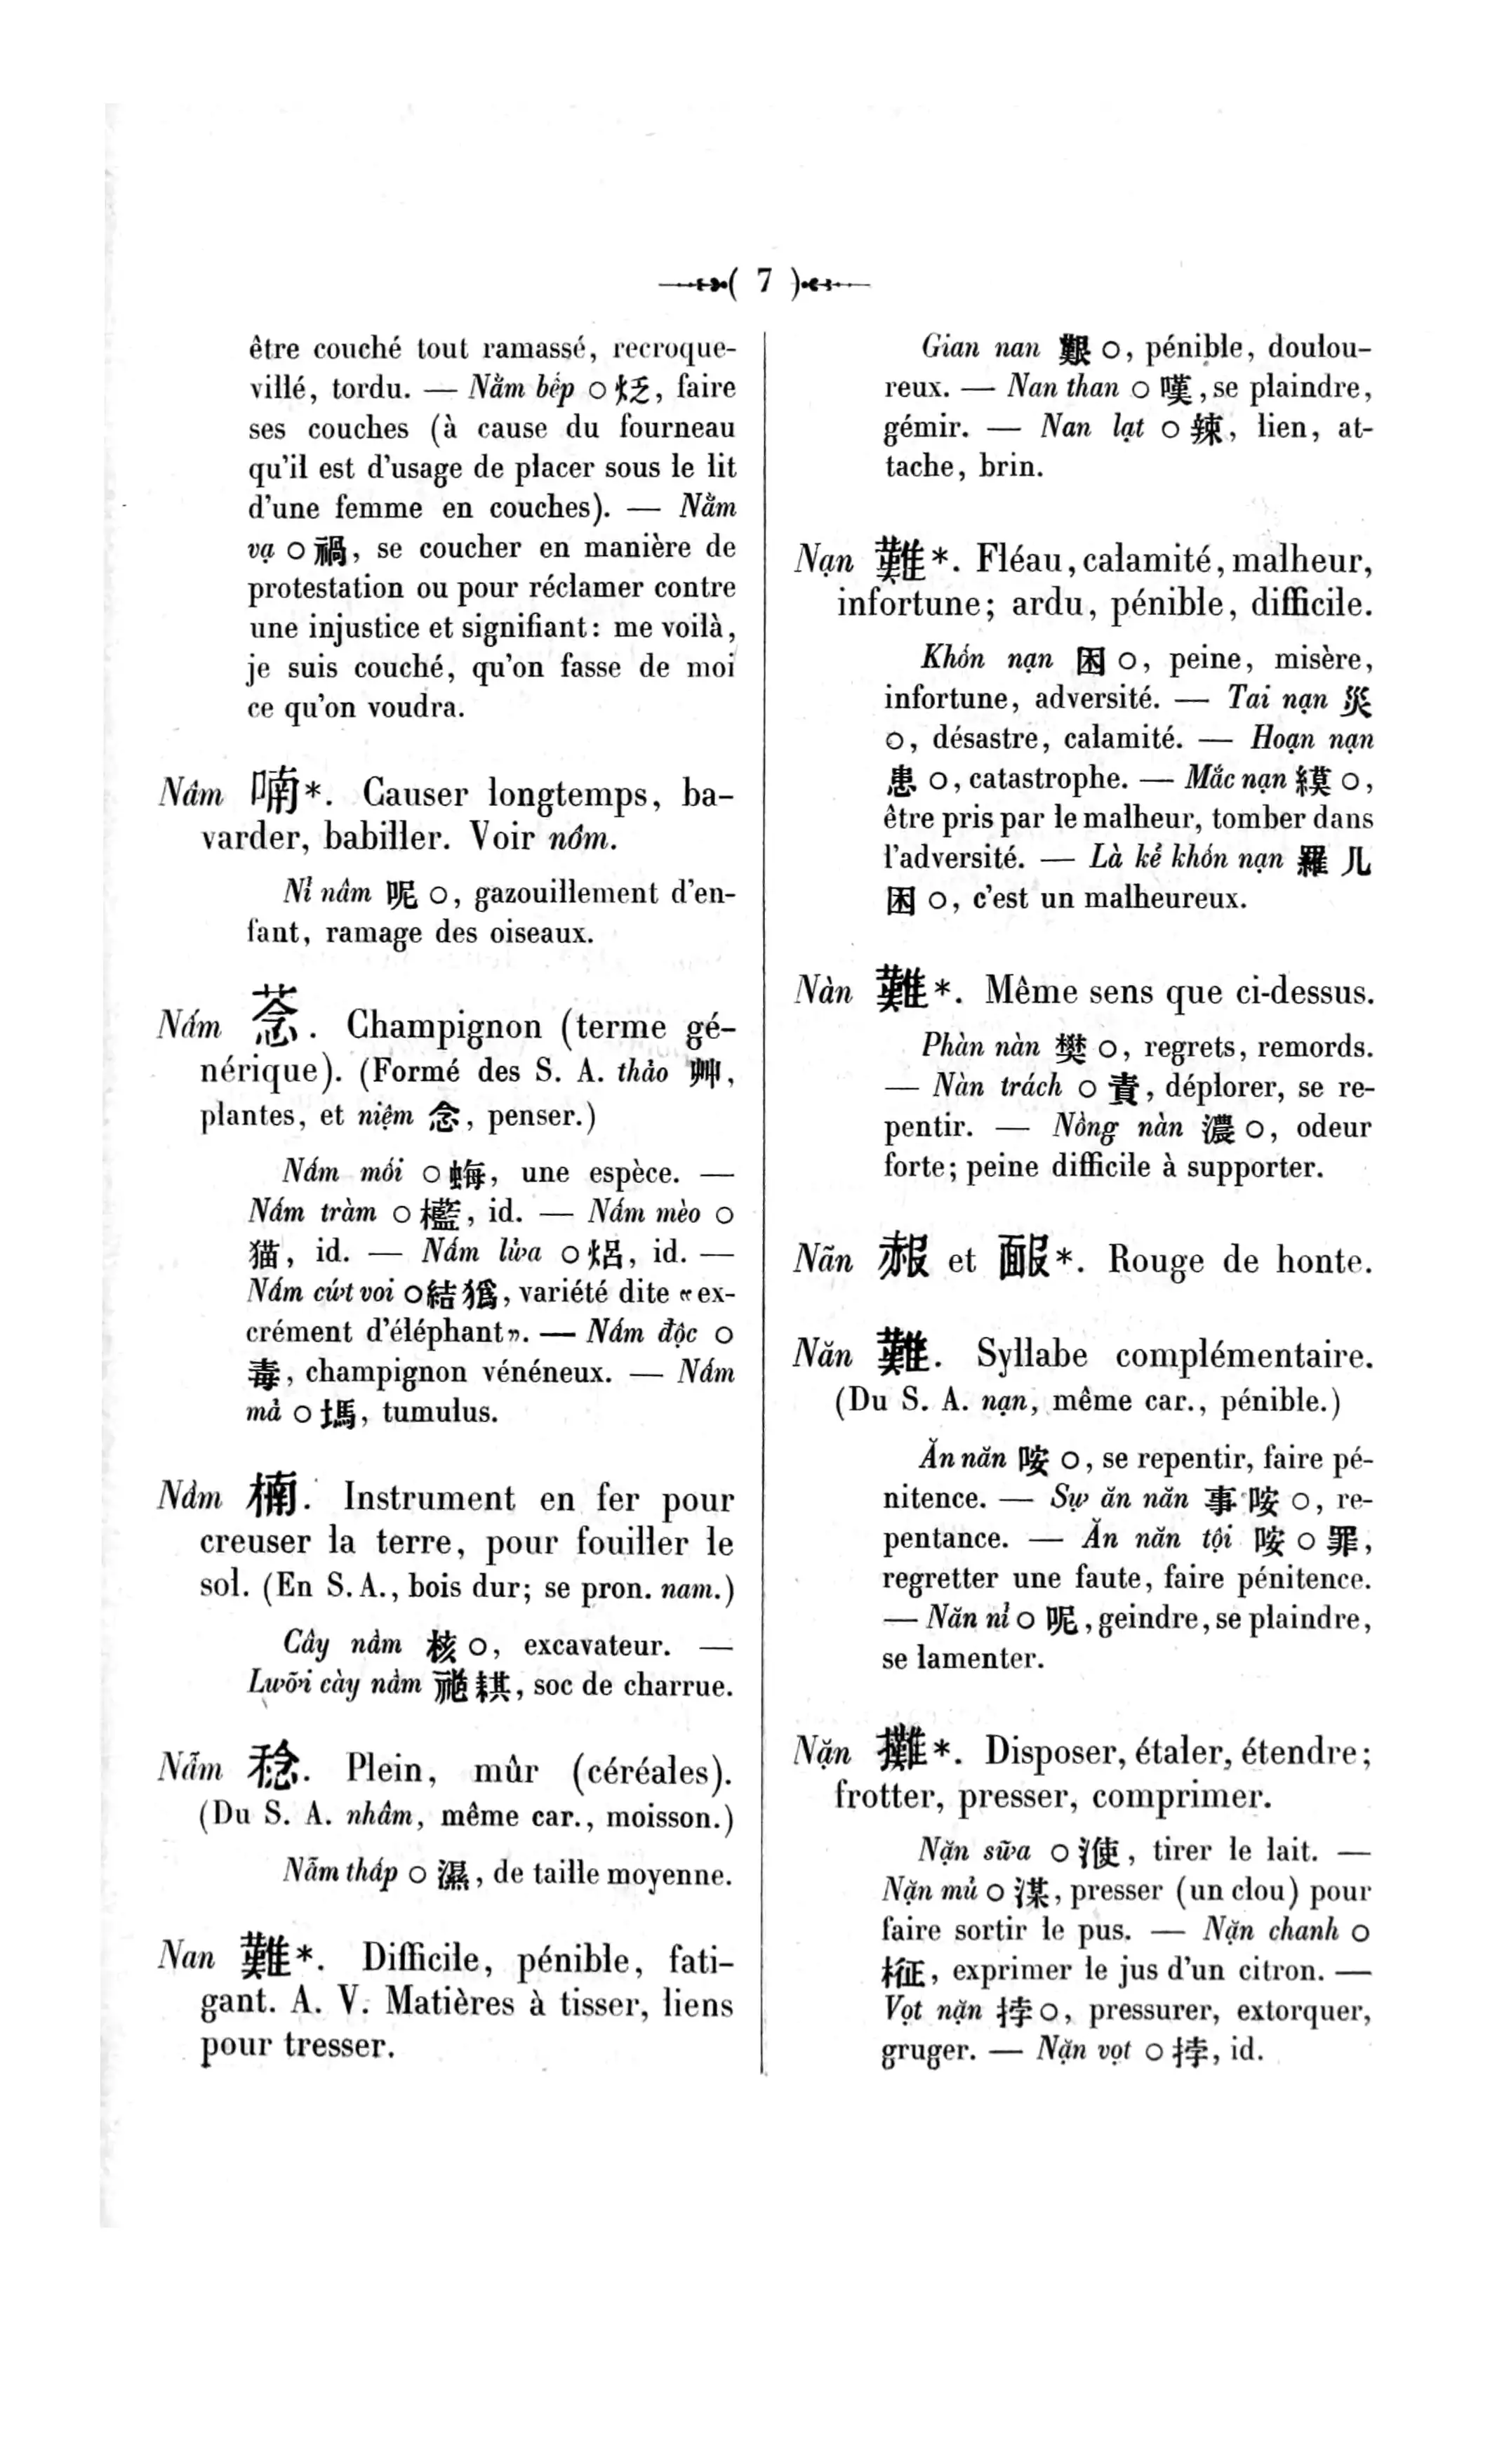 ( 7 )
être couché tout ramassé, recroque-
villé, tordu. — Nằm bếp o 𤇮, faire
ses couches (à cause du fourneau
qu'il est d'usage de placer sous le lit
d'une femme en couches). — Nằm
vạ o 禍, se coucher en manière de
protestation ou pour réclamer contre
une injustice et signifiant: me voilà,
je suis couché, qu'on fasse de moi
ce qu'on voudra.
Nâm 喃*. Causer longtemps, ba-
varder, babiller. Voir nôm.
Nỉ nâm 呢 o, gazouillement d'en-
fant, ramage des oiseaux.
Nấm 菍. Champignon (terme gé-
nérique). (Formé des S. A. thảo 艸,
plantes, et niệm 念, penser.)
Nấm mối o 䗋, une espèce. —
Nấm tràm o, id. — Nấm mèo o
猫, id. — Nấm lửa o 焒, id. —
Nấm cứt voi o 結 㺔, variété dite «ex-
crément d'éléphant». — Nấm độc o
毒, champignon vénéneux. — Nấm
mả o 塢, tumulus.
Nầm 楠. Instrument en fer pour
creuser la terre, pour fouiller le
sol. (En S. A., bois dur; se pron. nam.)
Cây nầm 核 o, excavateur. —
Lưỡi cày nầm, soc de charrue.
Nẫm 稔. Plein, mûr (céréales).
(Du S. A. nhâm, même car., moisson.)
Nẫm thấp o 濕, de taille moyenne.
Nan 難*. Difficile, pénible, fati-
gant. A. V. Matières à tisser, liens
pour tresser.
Gian nan 艱 o, pénible, doulou-
reux. — Nan than o 嘆, se plaindre,
gémir. — Nan lạt o 辣, lien, at-
tache, brin.
Nạn 難*. Fléau, calamité, malheur,
infortune; ardu, pénible, difficile.
Khốn nạn 困 o, peine, misère,
infortune, adversité. — Tai nạn 災
o, désastre, calamité. — Hoạn nạn
患 o, catastrophe. — Mắc nạn 縸 o,
être pris par le malheur, tomber dans
l'adversité. — Là kẻ khốn nạn 羅 几
困 o, c'est un malheureux.
Nàn 難*. Même sens que ci-dessus.
Phàn nàn 樊 o, regrets, remords.
— Nàn trách o 責, déplorer, se re-
pentir. — Nồng nàn 濃 o, odeur
forte; peine difficile à supporter.
Nãn 赧 et *. Rouge de honte.
Năn 難. Syllabe complémentaire.
(Du S. A. nạn, même car., pénible.)
Ăn năn 咹 o, se repentir, faire pé-
nitence. — Sự ăn năn 事 咹 o, re-
pentance. — Ăn năn tội 咹 o 罪,
regretter une faute, faire pénitence.
— Năn nỉ o 呢, geindre, se plaindre,
se lamenter.
Nặn 攤*. Disposer, étaler, étendre;
frotter, presser, comprimer.
Nặn sữa o, tirer le lait. —
Nặn mủ o 渿, presser (un clou) pour
faire sortir le pus. — Nặn chanh o
, exprimer le jus d'un citron. —
Vọt nặn 挬 o, pressurer, extorquer,
gruger. — Nặn vọt o 挬, id.